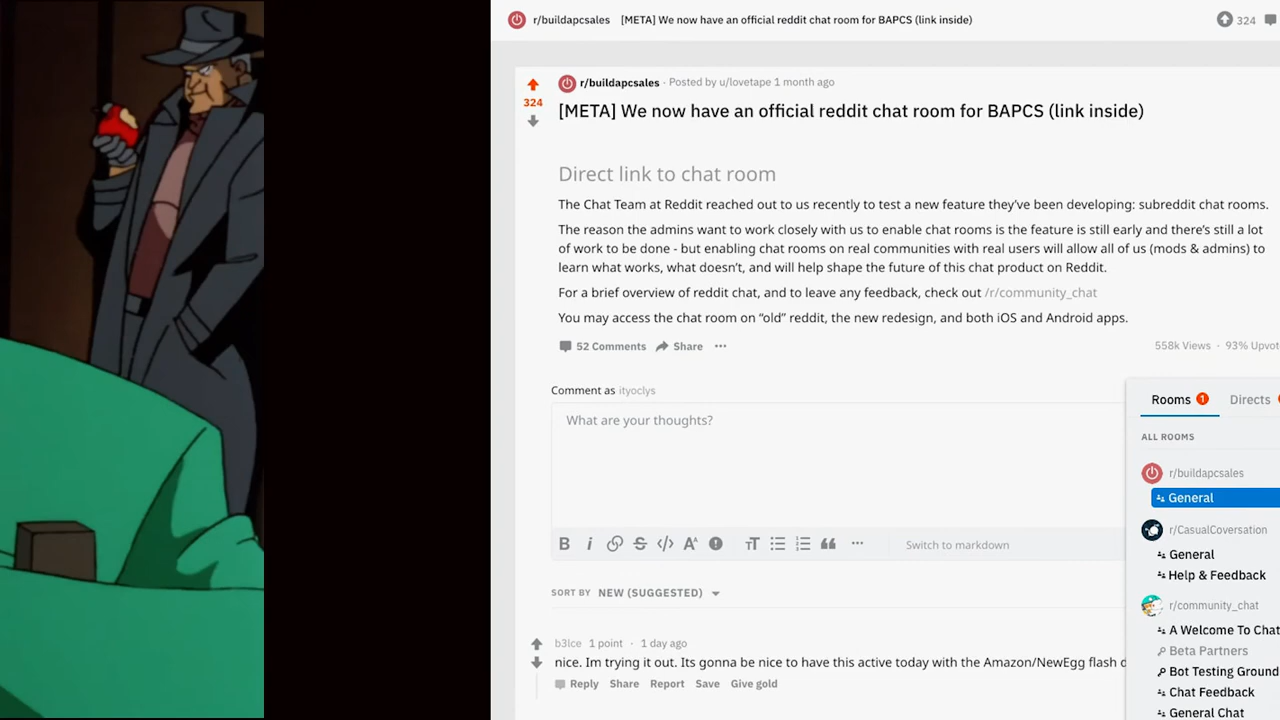 r/buildapcsales [META] We now have an official reddit chat room for BAPCS (link inside) 324
r/buildapcsales · Posted by u/lovetape 1 month ago
324
[META] We now have an official reddit chat room for BAPCS (link inside)
Direct link to chat room
The Chat Team at Reddit reached out to us recently to test a new feature they’ve been developing: subreddit chat rooms.
The reason the admins want to work closely with us to enable chat rooms is the feature is still early and there’s still a lot
of work to be done - but enabling chat rooms on real communities with real users will allow all of us (mods & admins) to
learn what works, what doesn’t, and will help shape the future of this chat product on Reddit.
For a brief overview of reddit chat, and to leave any feedback, check out /r/community_chat
You may access the chat room on “old” reddit, the new redesign, and both iOS and Android apps.
52 Comments Share ···
558k Views · 93% Upvot
Comment as ityoclys
What are your thoughts?
B i S </> A TT ···
Switch to markdown
SORT BY NEW (SUGGESTED)
b3lce 1 point · 1 day ago
nice. Im trying it out. Its gonna be nice to have this active today with the Amazon/NewEgg flash d
Reply Share Report Save Give gold
Rooms 1 Directs
ALL ROOMS
r/buildapcsales
General
r/CasualCoversation
General
Help & Feedback
r/community_chat
A Welcome To Chat
Beta Partners
Bot Testing Ground
Chat Feedback
General Chat